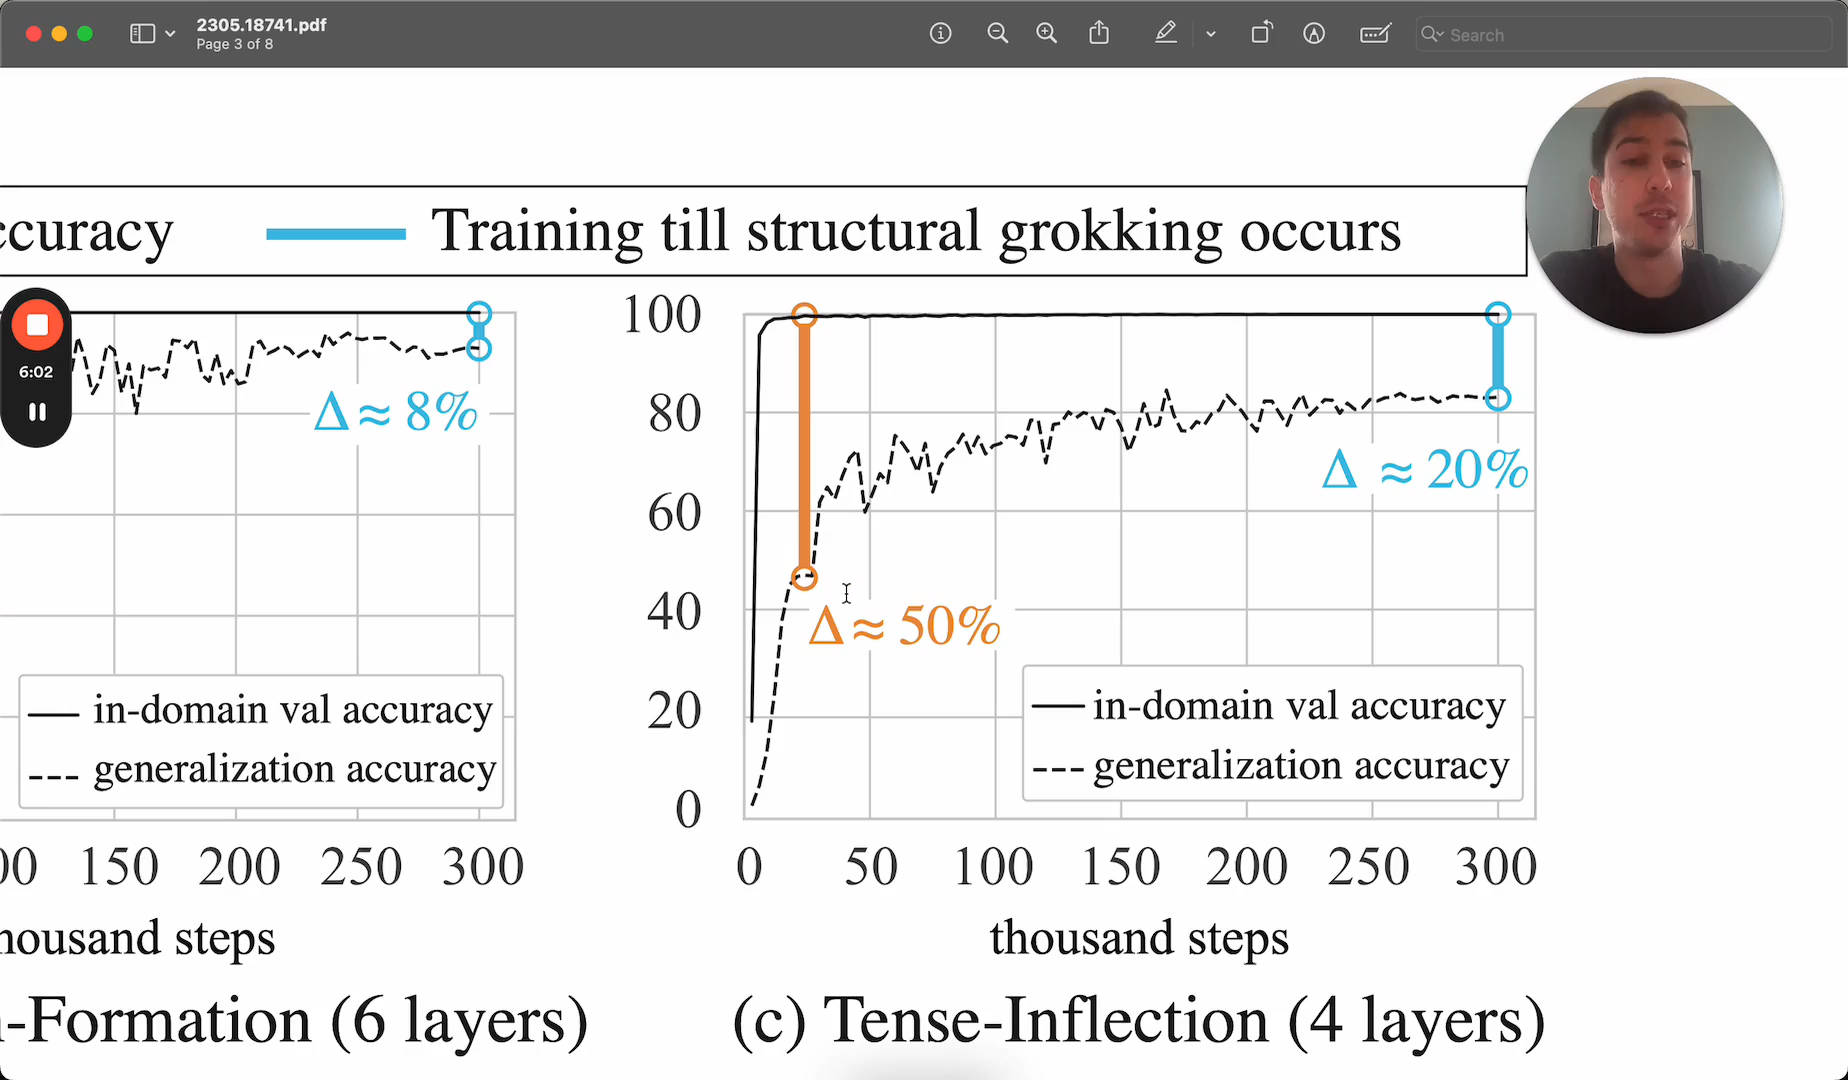 2305.18741.pdf
Page 3 of 8
Search
ccuracy
Training till structural grokking occurs
6:02
Δ ≈ 8%
in-domain val accuracy
generalization accuracy
150 200 250 300
housand steps
-Formation (6 layers)
100
80
60
40
20
0
Δ ≈ 50%
Δ ≈ 20%
in-domain val accuracy
generalization accuracy
0 50 100 150 200 250 300
thousand steps
(c) Tense-Inflection (4 layers)